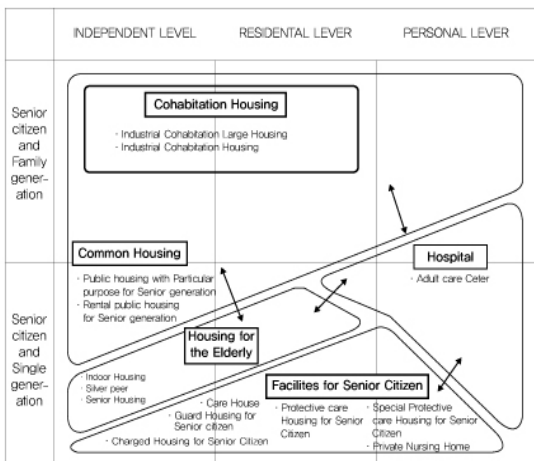 INDEPENDENT LEVEL
RESIDENTAL LEVER
PERSONAL LEVER
Senior
citizen
and
Family
gener-
ation
Cohabitation Housing
· Industrial Cohabitation Large Housing
· Industrial Cohabitation Housing
Common Housing
· Public housing with Particular
purpose for Senior generation
· Rental public housing
for Senior generation
Hospital
· Adult care Celer
Senior
citizen
and
Single
gener-
ation
Housing for
the Elderly
· Indoor Housing
· Silver peer
· Senior Housing
Facilites for Senior Citizen
· Care House
· Guard Housing for
Senior citizen
· Charged Housing for Senior Citizen
· Protective care
Housing for Senior
Citizen
· Special Protective
care Housing for Senior
Citizen
· Private Nursing Home